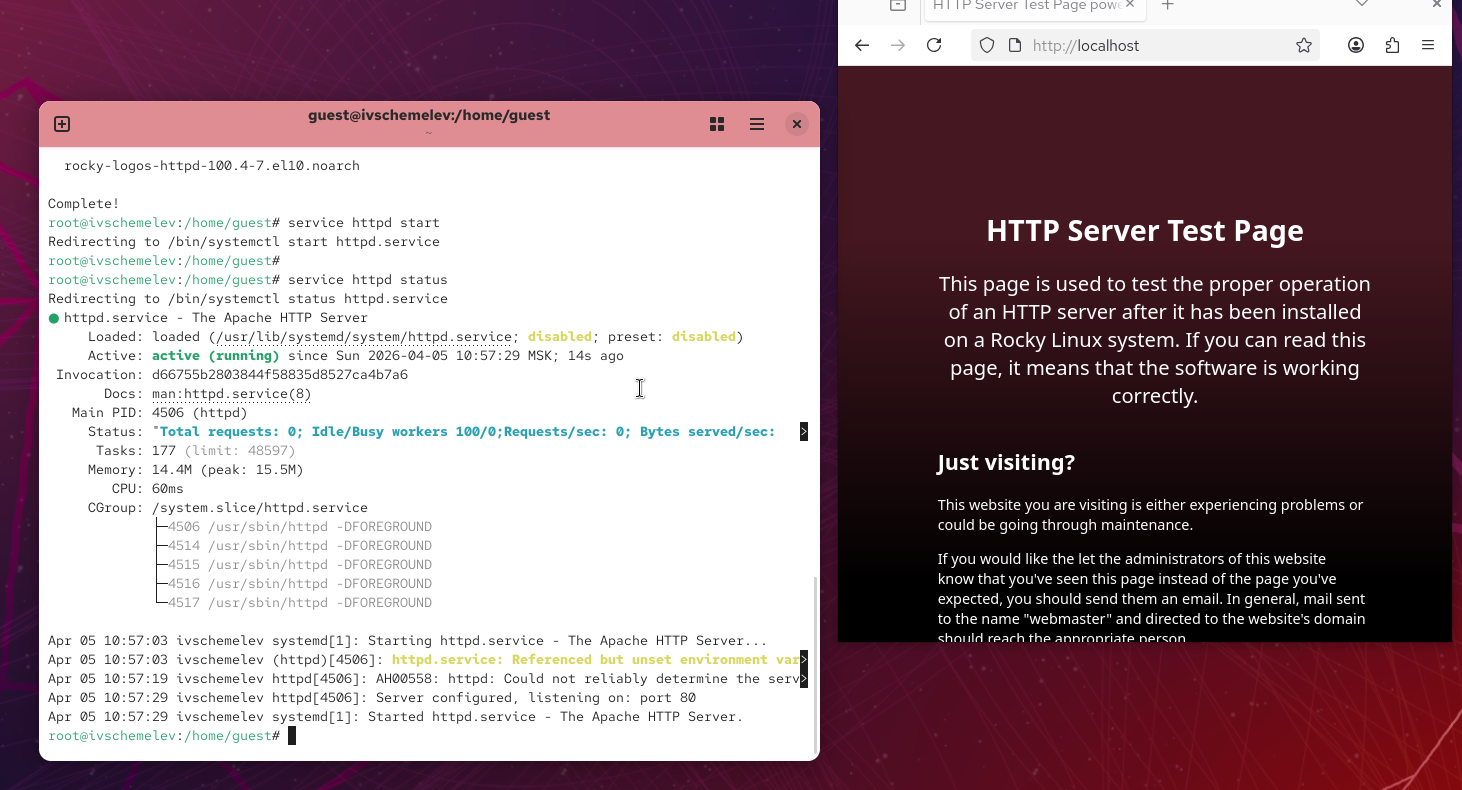 guest@ivschemelev:/home/guest
~
rocky-logos-httpd-100.4-7.el10.noarch
Complete!
root@ivschemelev:/home/guest# service httpd start
Redirecting to /bin/systemctl start httpd.service
root@ivschemelev:/home/guest#
root@ivschemelev:/home/guest# service httpd status
Redirecting to /bin/systemctl status httpd.service
● httpd.service - The Apache HTTP Server
Loaded: loaded (/usr/lib/systemd/system/httpd.service; disabled; preset: disabled)
Active: active (running) since Sun 2026-04-05 10:57:29 MSK; 14s ago
Invocation: d66755b2803844f58835d8527ca4b7a6
Docs: man:httpd.service(8)
Main PID: 4506 (httpd)
Status: "Total requests: 0; Idle/Busy workers 100/0;Requests/sec: 0; Bytes served/sec: >
Tasks: 177 (limit: 48597)
Memory: 14.4M (peak: 15.5M)
CPU: 60ms
CGroup: /system.slice/httpd.service
├─4506 /usr/sbin/httpd -DFOREGROUND
├─4514 /usr/sbin/httpd -DFOREGROUND
├─4515 /usr/sbin/httpd -DFOREGROUND
├─4516 /usr/sbin/httpd -DFOREGROUND
└─4517 /usr/sbin/httpd -DFOREGROUND
Apr 05 10:57:03 ivschemelev systemd[1]: Starting httpd.service - The Apache HTTP Server...
Apr 05 10:57:03 ivschemelev (httpd)[4506]: httpd.service: Referenced but unset environment var>
Apr 05 10:57:19 ivschemelev httpd[4506]: AH00558: httpd: Could not reliably determine the serv>
Apr 05 10:57:29 ivschemelev httpd[4506]: Server configured, listening on: port 80
Apr 05 10:57:29 ivschemelev systemd[1]: Started httpd.service - The Apache HTTP Server.
root@ivschemelev:/home/guest#
HTTP Server Test Page powe
http://localhost
HTTP Server Test Page
This page is used to test the proper operation
of an HTTP server after it has been installed
on a Rocky Linux system. If you can read this
page, it means that the software is working
correctly.
Just visiting?
This website you are visiting is either experiencing problems or
could be going through maintenance.
If you would like the let the administrators of this website
know that you've seen this page instead of the page you've
expected, you should send them an email. In general, mail sent
to the name "webmaster" and directed to the website's domain
should reach the appropriate person.